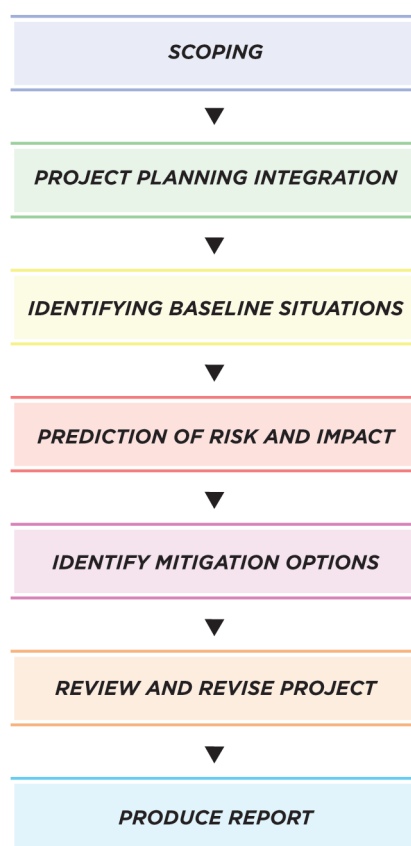 SCOPING
PROJECT PLANNING INTEGRATION
IDENTIFYING BASELINE SITUATIONS
PREDICTION OF RISK AND IMPACT
IDENTIFY MITIGATION OPTIONS
REVIEW AND REVISE PROJECT
PRODUCE REPORT